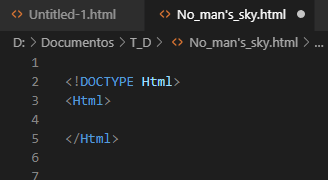 <> Untitled-1.html <> No_man's_sky.html ●
D: > Documentos > T_D > <> No_man's_sky.html > ...
1
2 <!DOCTYPE Html>
3 <Html>
4
5 </Html>
6
7